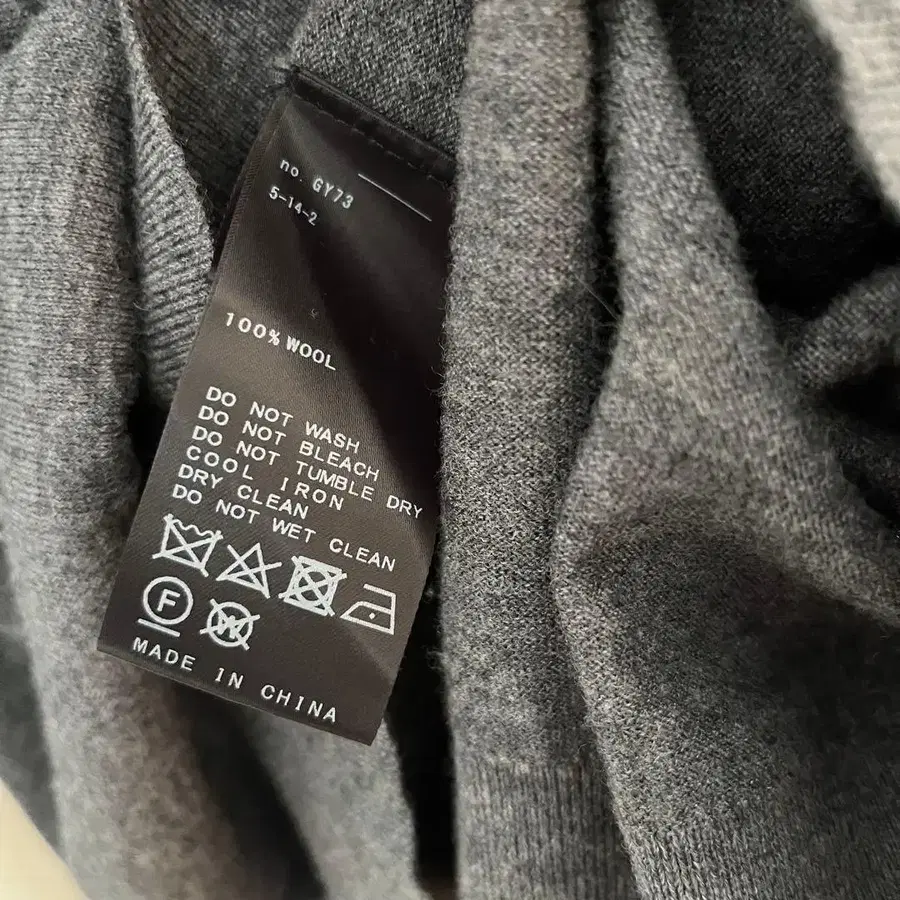 no. GY73
5-14-2
100% WOOL
DO NOT WASH
DO NOT BLEACH
DO NOT TUMBLE DRY
COOL IRON
DRY CLEAN
DO NOT WET CLEAN
F W
MADE IN CHINA